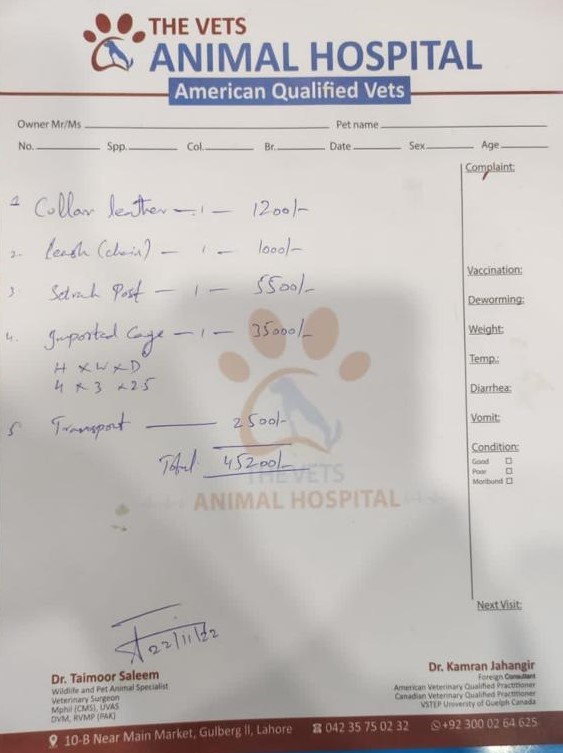 THE VETS
ANIMAL HOSPITAL
American Qualified Vets
Owner Mr/Ms Pet name
No. Spp. Col. Br. Date Sex Age
Complaint:
1 Collar leather — 1 — 1200/-
2- Leash (chain) — 1 — 1000/-
Vaccination:
3 Scrach Post — 1 — 5500/-
Deworming:
4. Imported Cage — 1 — 35000/-
Weight:
H x W x D
Temp.:
4 x 3 x 2.5
Diarrhea:
5 Transport — 2500/-
Vomit:
Total 45200/-
Condition:
Good
Poor
Moribund
THE VETS
ANIMAL HOSPITAL
Next Visit:
22/11/22
Dr. Taimoor Saleem
Wildlife and Pet Animal Specialist
Veterinary Surgeon
Mphil (CMS), UVAS
DVM, RVMP (PAK)
Dr. Kamran Jahangir
Foreign Consultant
American Veterinary Qualified Practitioner
Canadian Veterinary Qualified Practitioner
VSTEP University of Guelph Canada
10-B Near Main Market, Gulberg II, Lahore 042 35 75 02 32 +92 300 02 64 625